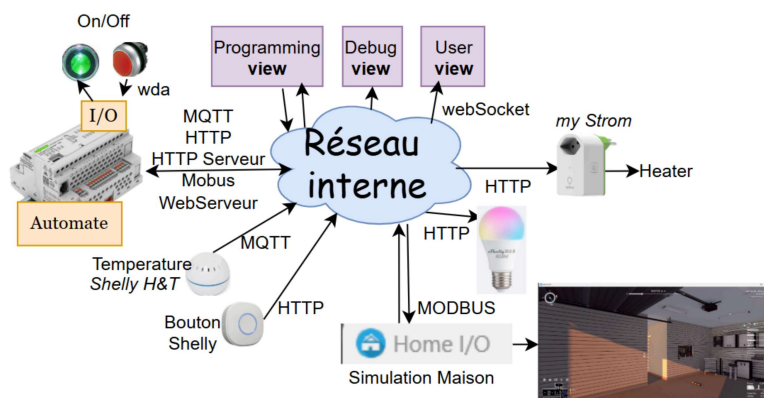 On/Off
wda
I/O
Automate
MQTT
HTTP
HTTP Serveur
Mobus
WebServeur
Programming
view
Debug
view
User
view
webSocket
Réseau
interne
my Strom
HTTP
Heater
HTTP
MQTT
Temperature
Shelly H&T
HTTP
Bouton
Shelly
MODBUS
Home I/O
Simulation Maison